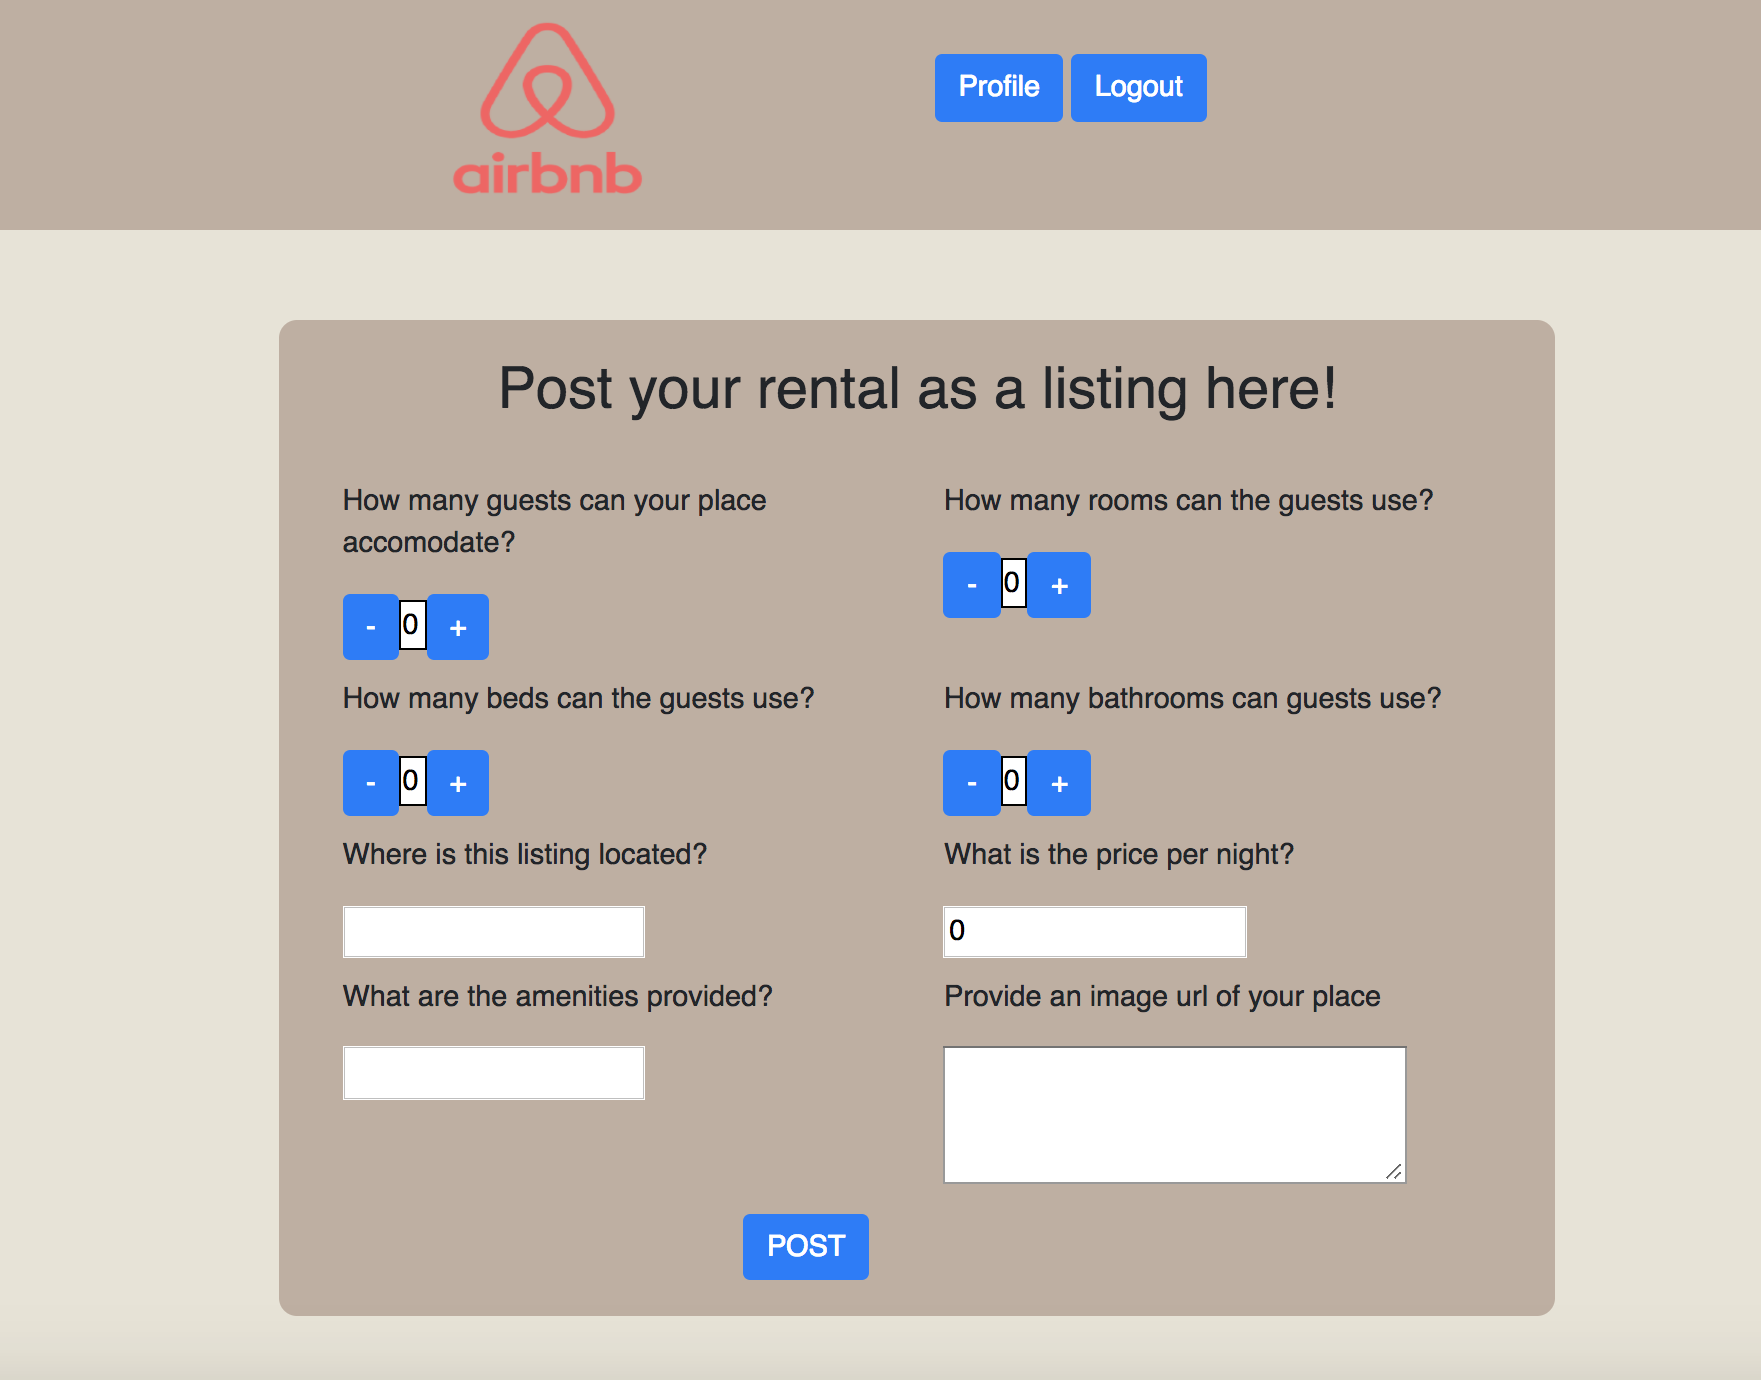 airbnb
Profile Logout
Post your rental as a listing here!
How many guests can your place
accomodate?
- 0 +
How many rooms can the guests use?
- 0 +
How many beds can the guests use?
- 0 +
How many bathrooms can guests use?
- 0 +
Where is this listing located?
What is the price per night?
0
What are the amenities provided?
Provide an image url of your place
POST